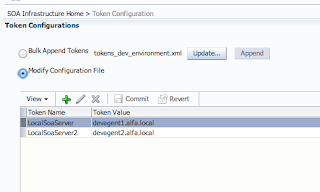 SOA Infrastructure Home > Token Configuration
Token Configurations
Bulk Append Tokens tokens_dev_environment.xml Update... Append
Modify Configuration File
View Commit Revert
Token Name Token Value
LocalSoaServer devagent1.alfa.local
LocalSoaServer2 devagent2.alfa.local